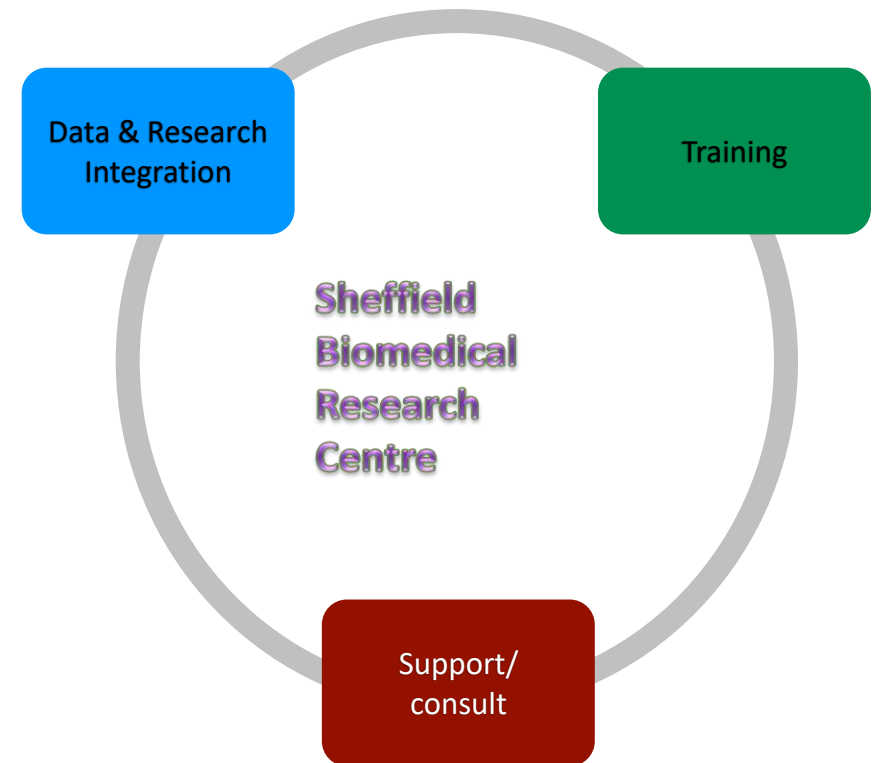 Data & Research
Integration
Training
Sheffield
Biomedical
Research
Centre
Support/
consult